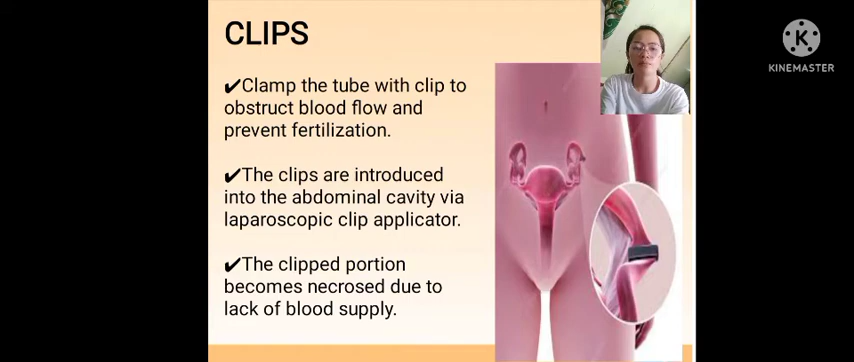 CLIPS
✔Clamp the tube with clip to
obstruct blood flow and
prevent fertilization.
✔The clips are introduced
into the abdominal cavity via
laparoscopic clip applicator.
✔The clipped portion
becomes necrosed due to
lack of blood supply.
K
KINEMASTER